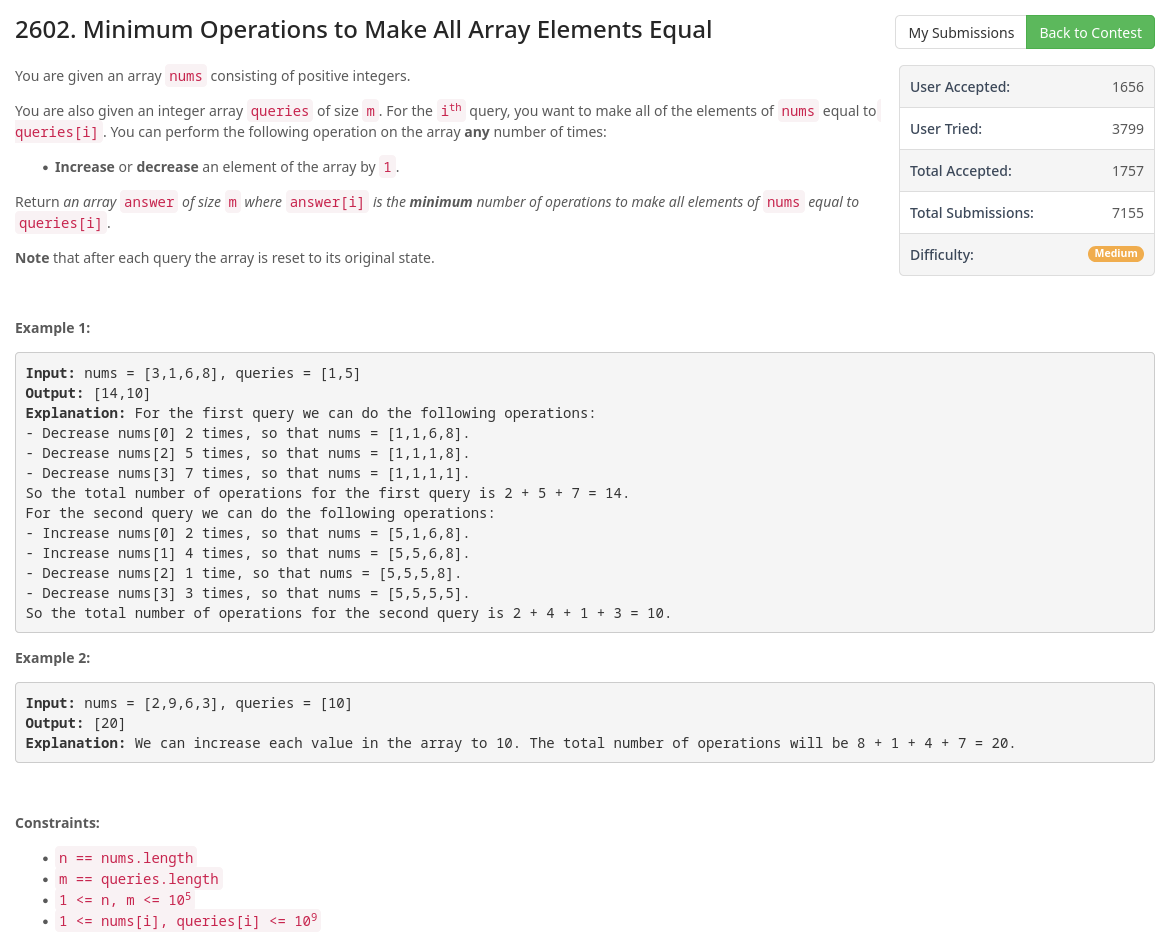 2602. Minimum Operations to Make All Array Elements Equal
My Submissions
Back to Contest
You are given an array nums consisting of positive integers.
You are also given an integer array queries of size m. For the ith query, you want to make all of the elements of nums equal to
queries[i]. You can perform the following operation on the array any number of times:
• Increase or decrease an element of the array by 1.
Return an array answer of size m where answer[i] is the minimum number of operations to make all elements of nums equal to
queries[i].
Note that after each query the array is reset to its original state.
User Accepted: 1656
User Tried: 3799
Total Accepted: 1757
Total Submissions: 7155
Difficulty: Medium
Example 1:
Input: nums = [3,1,6,8], queries = [1,5]
Output: [14,10]
Explanation: For the first query we can do the following operations:
- Decrease nums[0] 2 times, so that nums = [1,1,6,8].
- Decrease nums[2] 5 times, so that nums = [1,1,1,8].
- Decrease nums[3] 7 times, so that nums = [1,1,1,1].
So the total number of operations for the first query is 2 + 5 + 7 = 14.
For the second query we can do the following operations:
- Increase nums[0] 2 times, so that nums = [5,1,6,8].
- Increase nums[1] 4 times, so that nums = [5,5,6,8].
- Decrease nums[2] 1 time, so that nums = [5,5,5,8].
- Decrease nums[3] 3 times, so that nums = [5,5,5,5].
So the total number of operations for the second query is 2 + 4 + 1 + 3 = 10.
Example 2:
Input: nums = [2,9,6,3], queries = [10]
Output: [20]
Explanation: We can increase each value in the array to 10. The total number of operations will be 8 + 1 + 4 + 7 = 20.
Constraints:
• n == nums.length
• m == queries.length
• 1 <= n, m <= 10^5
• 1 <= nums[i], queries[i] <= 10^9